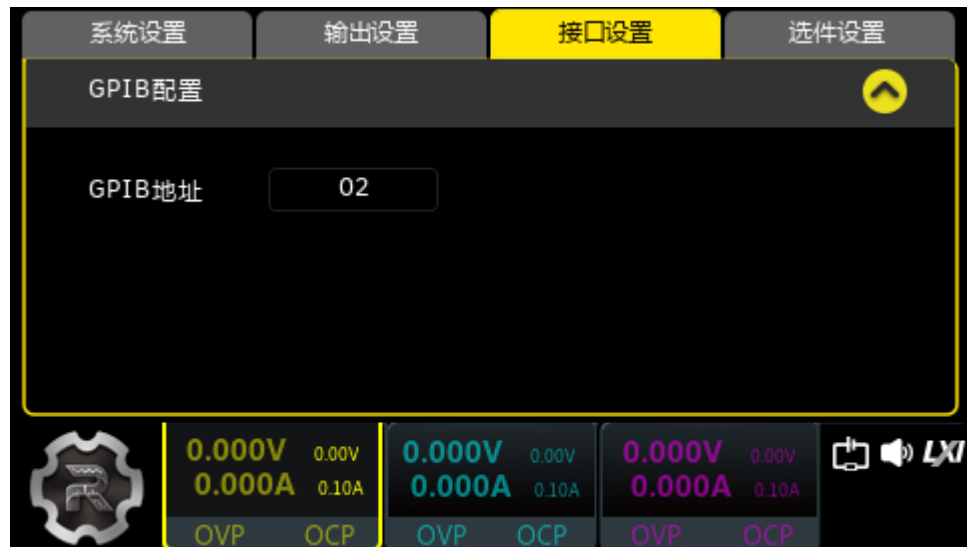 系统设置 输出设置 接口设置 选件设置
GPIB配置
GPIB地址 02
0.000V 0.00V 0.000V 0.00V 0.000V 0.00V
0.000A 0.10A 0.000A 0.10A 0.000A 0.10A
OVP OCP OVP OCP OVP OCP
LXI